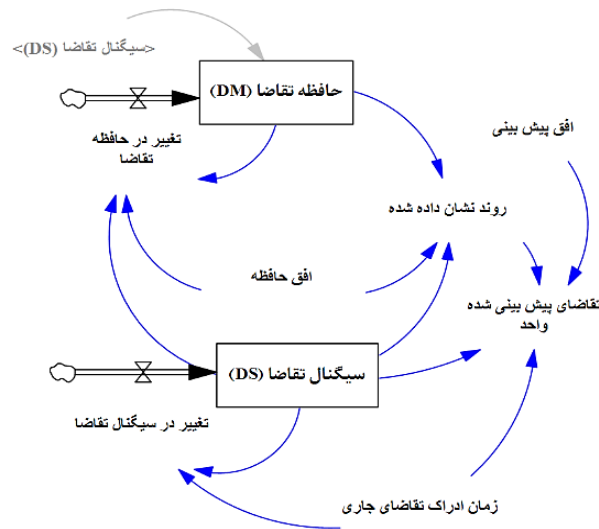 <سیگنال تقاضا (DS)>
حافظه تقاضا (DM)
تغییر در حافظه
تقاضا
افق پیش بینی
روند نشان داده شده
افق حافظه
تقاضای پیش بینی شده
واحد
سیگنال تقاضا (DS)
تغییر در سیگنال تقاضا
زمان ادراک تقاضای جاری